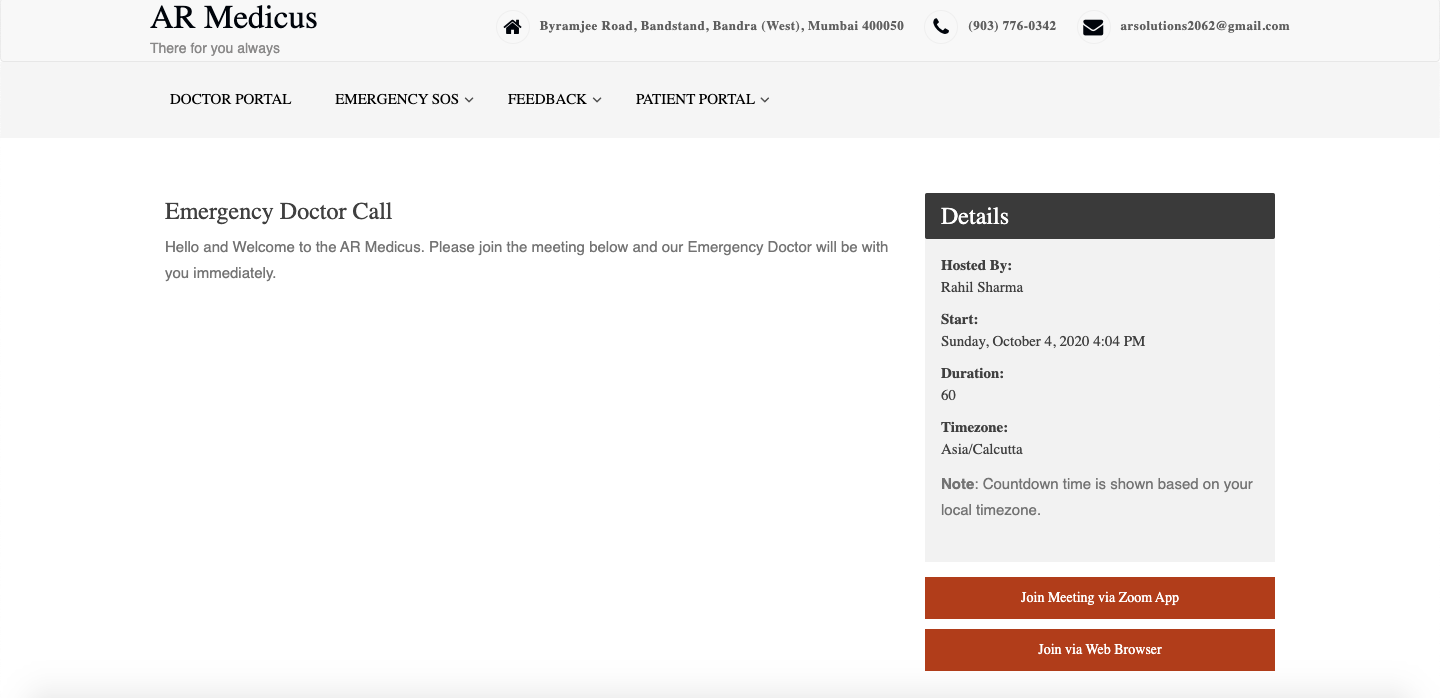 AR Medicus
There for you always
Byramjee Road, Bandstand, Bandra (West), Mumbai 400050
(903) 776-0342
arsolutions2062@gmail.com
DOCTOR PORTAL
EMERGENCY SOS
FEEDBACK
PATIENT PORTAL
Emergency Doctor Call
Hello and Welcome to the AR Medicus. Please join the meeting below and our Emergency Doctor will be with
you immediately.
Details
Hosted By:
Rahil Sharma
Start:
Sunday, October 4, 2020 4:04 PM
Duration:
60
Timezone:
Asia/Calcutta
Note: Countdown time is shown based on your
local timezone.
Join Meeting via Zoom App
Join via Web Browser